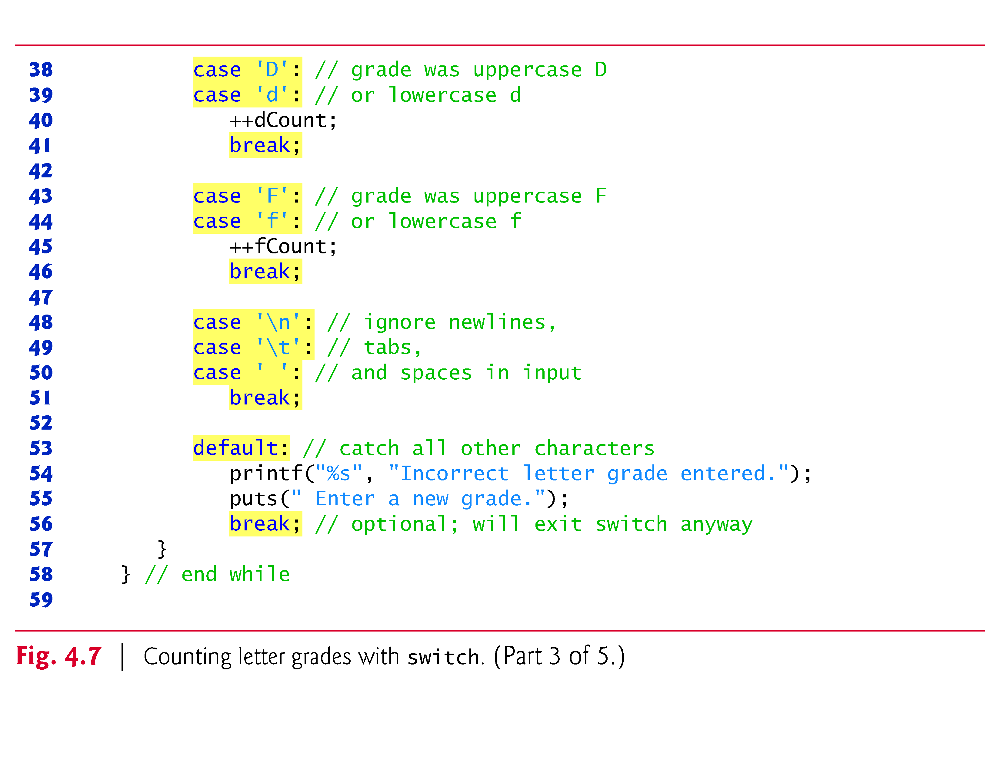 38 case 'D': // grade was uppercase D
39 case 'd': // or lowercase d
40 ++dCount;
41 break;
42
43 case 'F': // grade was uppercase F
44 case 'f': // or lowercase f
45 ++fCount;
46 break;
47
48 case '\n': // ignore newlines,
49 case '\t': // tabs,
50 case ' ': // and spaces in input
51 break;
52
53 default: // catch all other characters
54 printf("%s", "Incorrect letter grade entered.");
55 puts(" Enter a new grade.");
56 break; // optional; will exit switch anyway
57 }
58 } // end while
59
Fig. 4.7 | Counting letter grades with switch. (Part 3 of 5.)